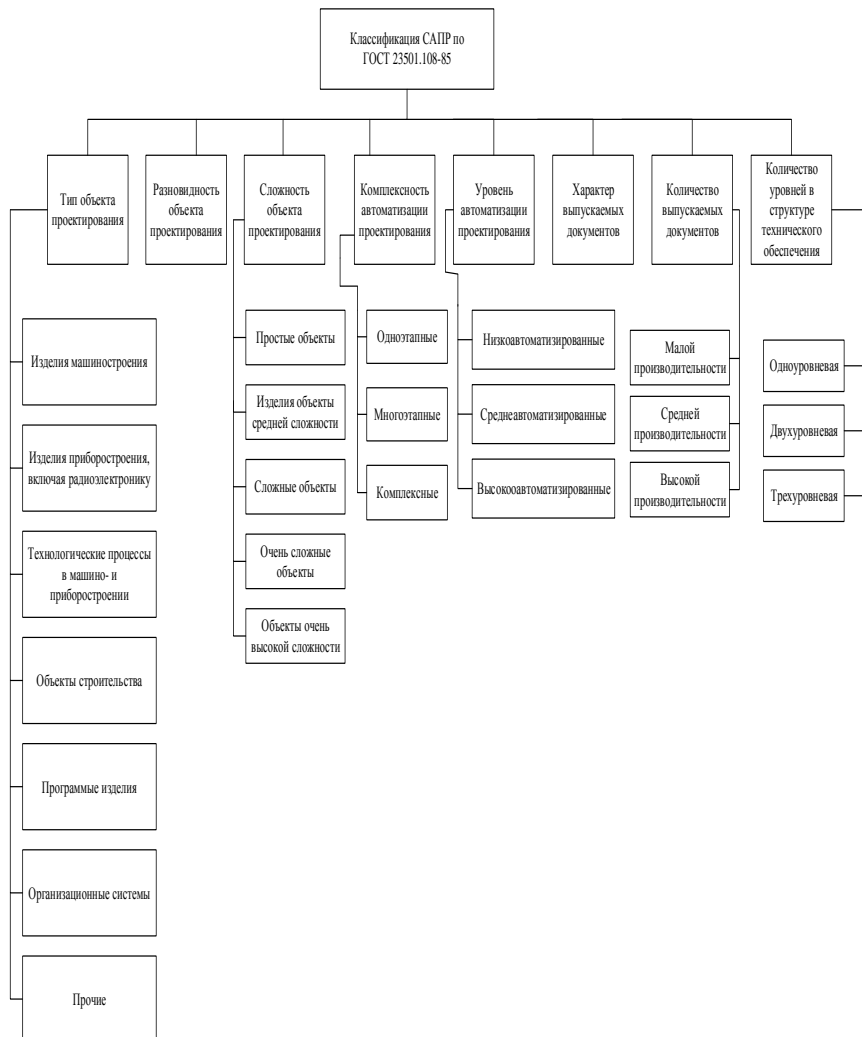 Классификация САПР по
ГОСТ 23501.108-85
Тип объекта
проектирования
Разновидность
объекта
проектирования
Сложность
объекта
проектирования
Комплексность
автоматизации
проектирования
Уровень
автоматизации
проектирования
Характер
выпускаемых
документов
Количество
выпускаемых
документов
Количество
уровней в
структуре
технического
обеспечения
Изделия машиностроения
Изделия приборостроения,
включая радиоэлектронику
Технологические процессы
в машино- и
приборостроении
Объекты строительства
Программые изделия
Организационные системы
Прочие
Простые объекты
Изделия объекты
средней сложности
Сложные объекты
Очень сложные
объекты
Объекты очень
высокой сложности
Одноэтапные
Многоэтапные
Комплексные
Низкоавтоматизированные
Среднеавтоматизированные
Высокооавтоматизированные
Малой
производительности
Средней
производительности
Высокой
производительности
Одноуровневая
Двухуровневая
Трехуровневая